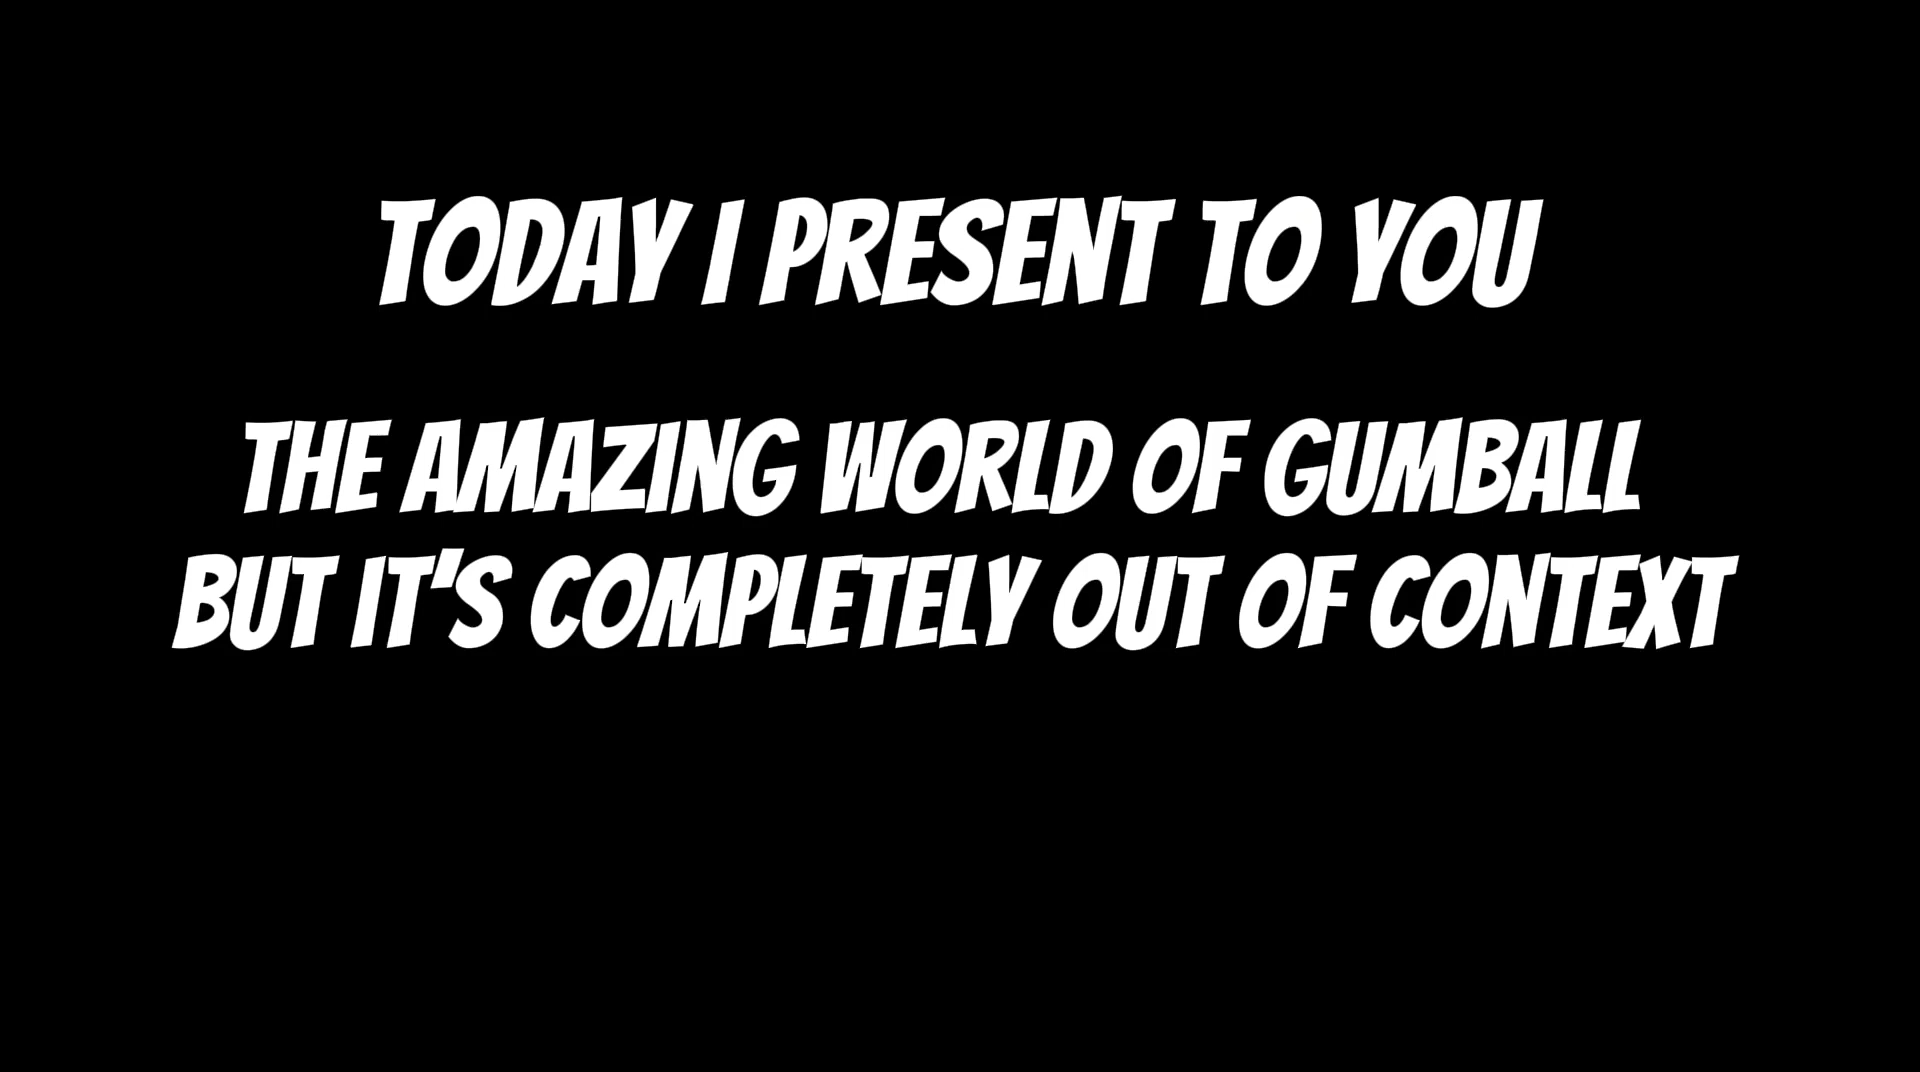 TODAY I PRESENT TO YOU
THE AMAZING WORLD OF GUMBALL
BUT IT'S COMPLETELY OUT OF CONTEXT